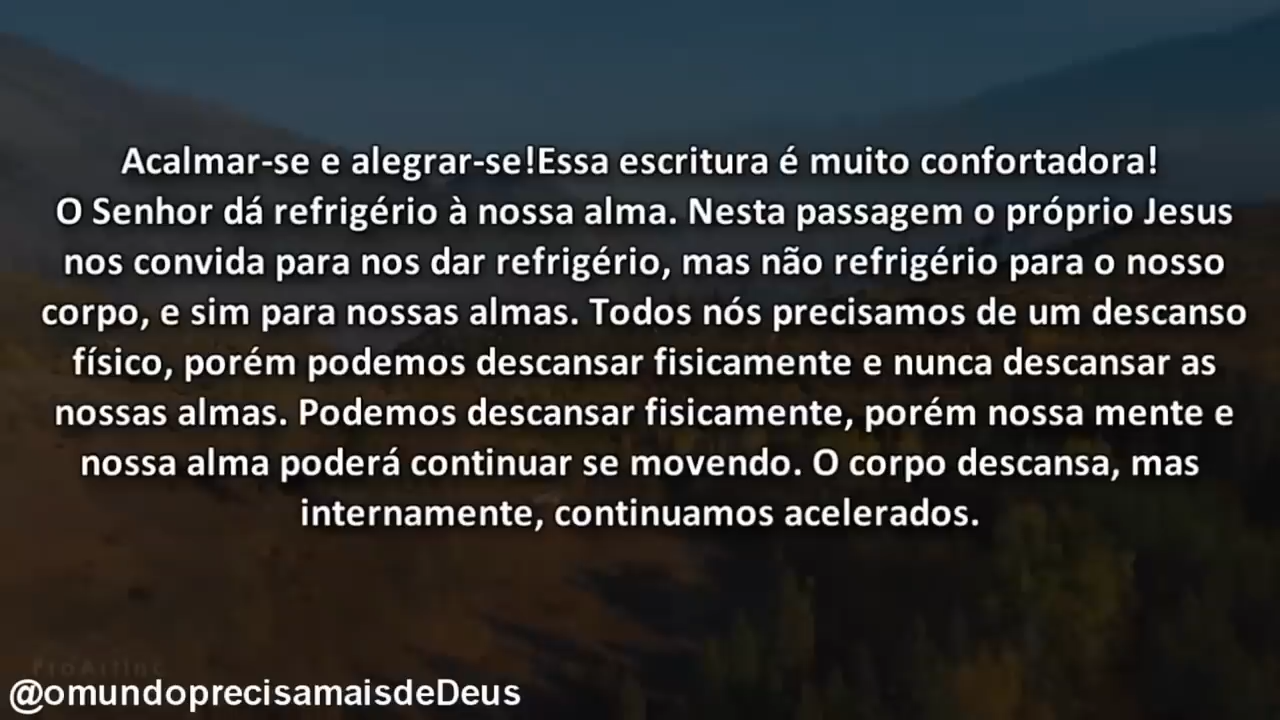 Acalmar-se e alegrar-se!Essa escritura é muito confortadora!
O Senhor dá refrigério à nossa alma. Nesta passagem o próprio Jesus
nos convida para nos dar refrigério, mas não refrigério para o nosso
corpo, e sim para nossas almas. Todos nós precisamos de um descanso
físico, porém podemos descansar fisicamente e nunca descansar as
nossas almas. Podemos descansar fisicamente, porém nossa mente e
nossa alma poderá continuar se movendo. O corpo descansa, mas
internamente, continuamos acelerados.
ProArtInc
@omundoprecisamaisdeDeus